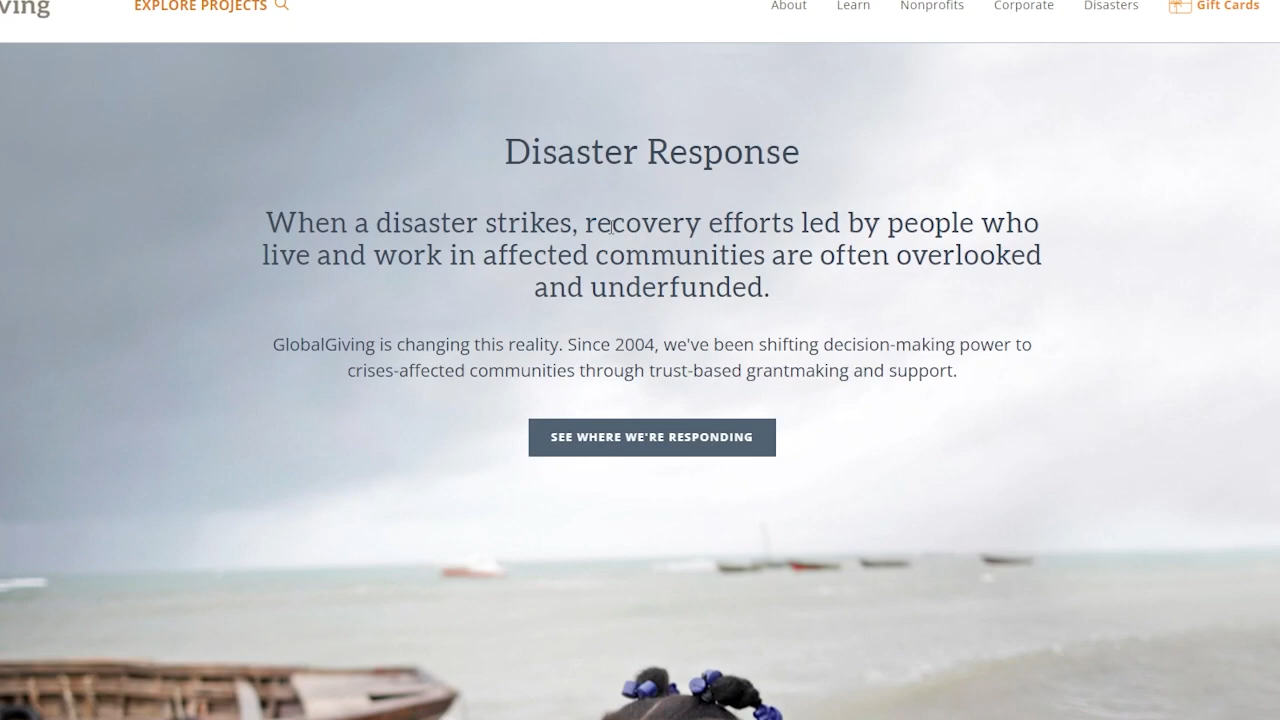 ving
EXPLORE PROJECTS
About Learn Nonprofits Corporate Disasters Gift Cards
Disaster Response
When a disaster strikes, recovery efforts led by people who
live and work in affected communities are often overlooked
and underfunded.
GlobalGiving is changing this reality. Since 2004, we've been shifting decision-making power to
crises-affected communities through trust-based grantmaking and support.
SEE WHERE WE'RE RESPONDING